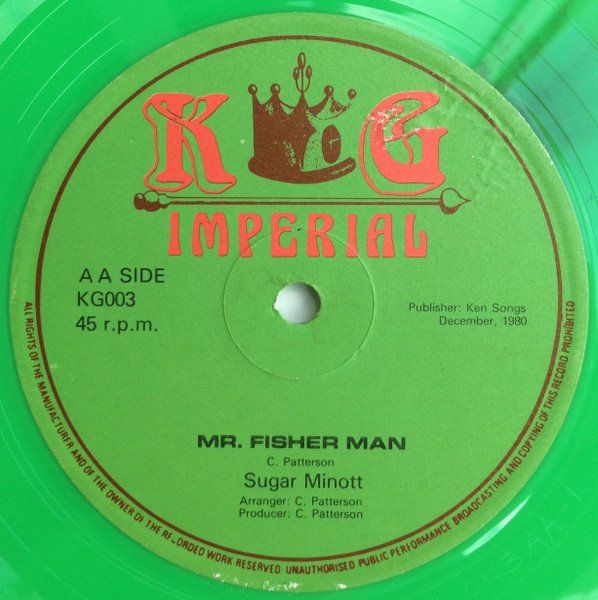 K G
IMPERIAL
A A SIDE
KG003
45 r.p.m.
Publisher: Ken Songs
December, 1980
MR. FISHER MAN
C. Patterson
Sugar Minott
Arranger: C. Patterson
Producer: C. Patterson
ALL RIGHTS OF THE MANUFACTURER AND OF THE OWNER OF THE RECORDED WORK RESERVED UNAUTHORISED PUBLIC PERFORMANCE BROADCASTING AND COPYING OF THIS RECORD PROHIBITED